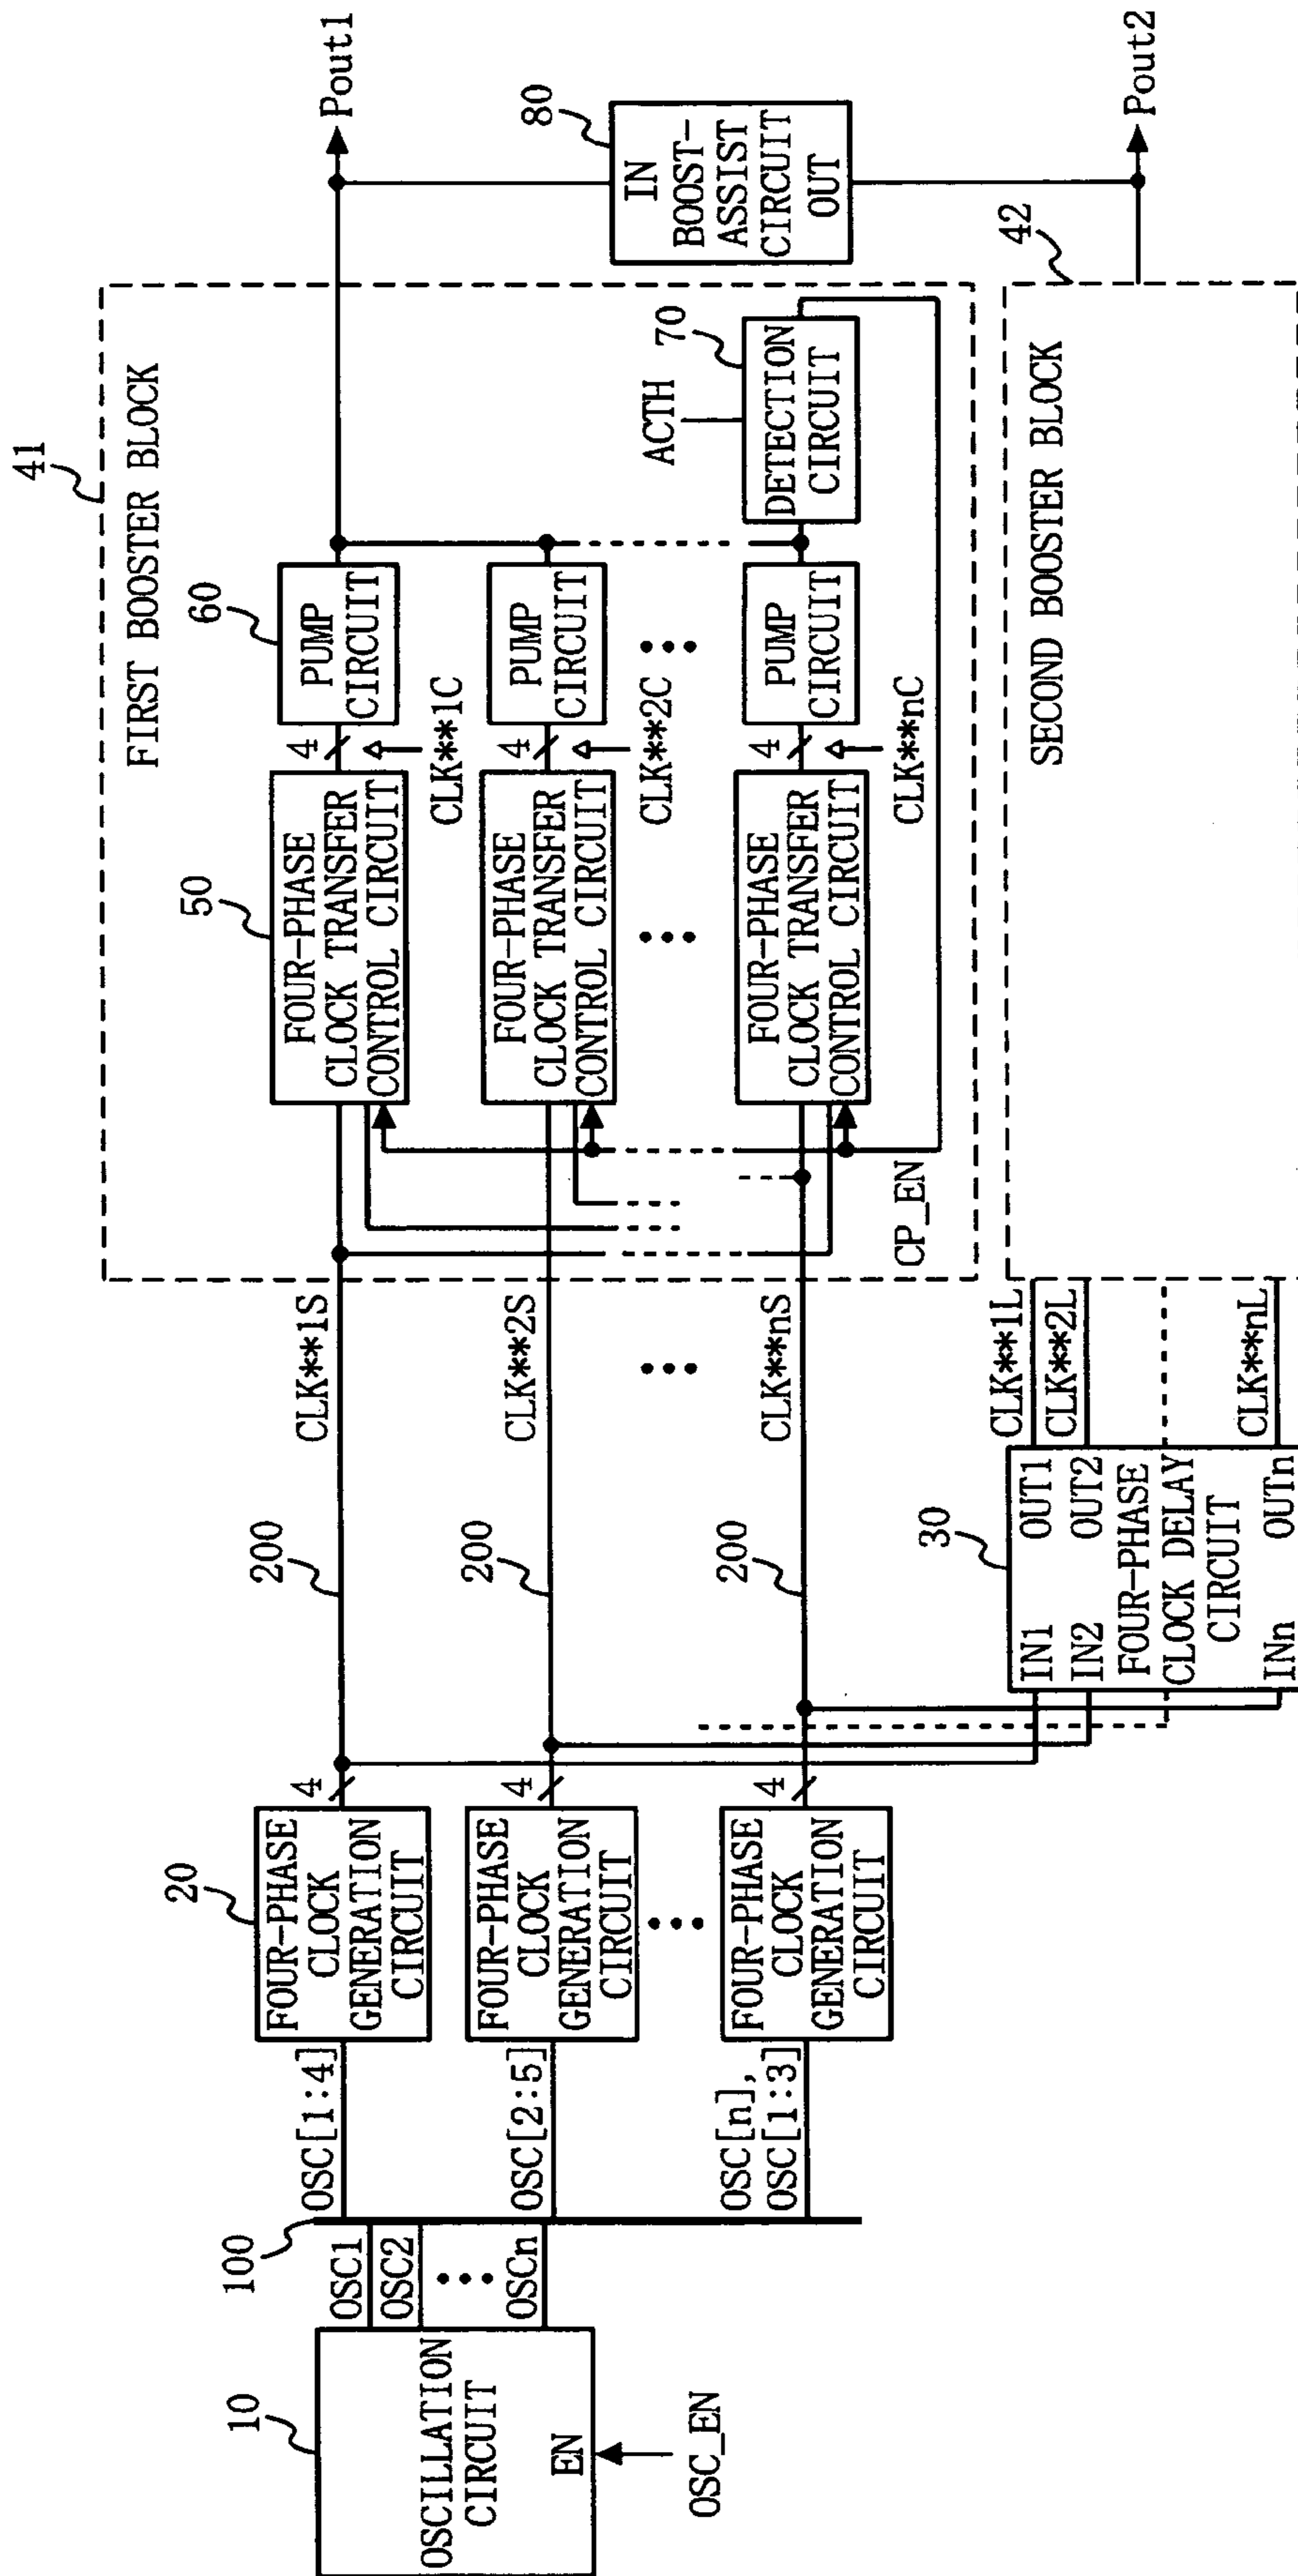 10
OSCILLATION
CIRCUIT
EN
OSC_EN
OSC1
OSC2
OSCn
100
OSC[1:4]
OSC[2:5]
OSC[n],
OSC[1:3]
20
FOUR-PHASE
CLOCK
GENERATION
CIRCUIT
FOUR-PHASE
CLOCK
GENERATION
CIRCUIT
FOUR-PHASE
CLOCK
GENERATION
CIRCUIT
4
4
4
200
200
200
CLK**1S
CLK**2S
CLK**nS
30
IN1
OUT1
IN2
OUT2
FOUR-PHASE
CLOCK DELAY
CIRCUIT
INn
OUTn
CLK**1L
CLK**2L
CLK**nL
41
FIRST BOOSTER BLOCK
50
FOUR-PHASE
CLOCK TRANSFER
CONTROL CIRCUIT
FOUR-PHASE
CLOCK TRANSFER
CONTROL CIRCUIT
FOUR-PHASE
CLOCK TRANSFER
CONTROL CIRCUIT
CP_EN
4
4
4
CLK**1C
CLK**2C
CLK**nC
60
PUMP
CIRCUIT
PUMP
CIRCUIT
PUMP
CIRCUIT
ACTH
70
DETECTION
CIRCUIT
Pout1
80
IN
BOOST-
ASSIST
CIRCUIT
OUT
42
SECOND BOOSTER BLOCK
Pout2